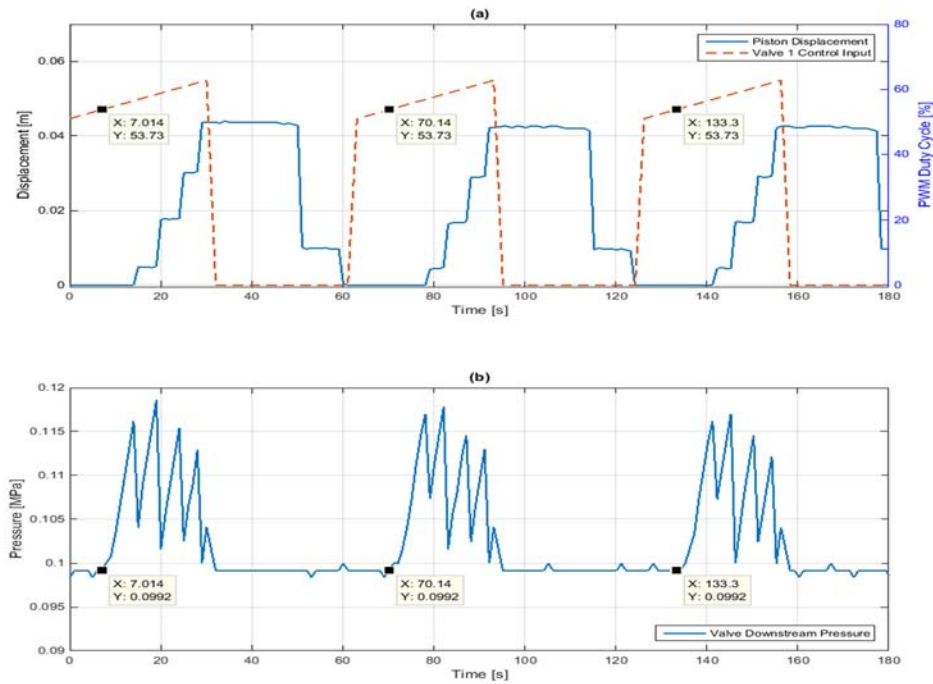 (a)
80
60
40
20
0
PWM Duty Cycle [%]
0.06
0.04
0.02
0
Displacement [m]
Piston Displacement
Valve 1 Control Input
X: 7.014
Y: 53.73
X: 70.14
Y: 53.73
X: 133.3
Y: 53.73
0 20 40 60 80 100 120 140 160 180
Time [s]
(b)
0.12
0.115
0.11
0.105
0.1
0.095
0.09
Pressure [MPa]
X: 7.014
Y: 0.0992
X: 70.14
Y: 0.0992
X: 133.3
Y: 0.0992
Valve Downstream Pressure
0 20 40 60 80 100 120 140 160 180
Time [s]